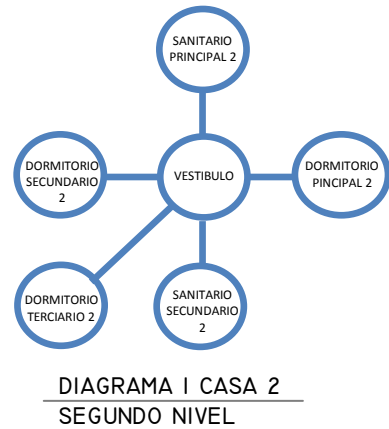 SANITARIO
PRINCIPAL 2
DORMITORIO
SECUNDARIO
2
VESTIBULO
DORMITORIO
PINCIPAL 2
DORMITORIO
TERCIARIO 2
SANITARIO
SECUNDARIO
2
DIAGRAMA I CASA 2
SEGUNDO NIVEL